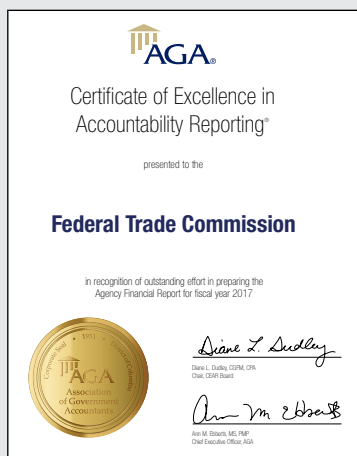 AGA®
Certificate of Excellence in
Accountability Reporting®
presented to the
Federal Trade Commission
in recognition of outstanding effort in preparing the
Agency Financial Report for fiscal year 2017
Corporate Seal • 1951 • District of Columbia
AGA
Association
of Government
Accountants
Diane L. Dudley
Diane L. Dudley, CGFM, CPA
Chair, CEAR Board
Ann M Ebberts
Ann M. Ebberts, MS, PMP
Chief Executive Officer, AGA